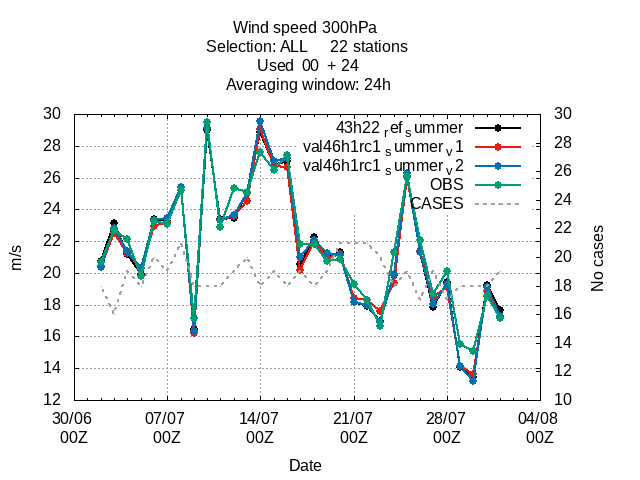 Wind speed 300hPa
Selection: ALL 22 stations
Used 00 + 24
Averaging window: 24h
43h22 ref summer
val46h1rc1 summer v1
val46h1rc1 summer v2
OBS
CASES
30
28
26
24
22
20
18
16
14
12
30
28
26
24
22
20
18
16
14
12
10
m/s
No cases
30/06 07/07 14/07 21/07 28/07 04/08
00Z 00Z 00Z 00Z 00Z 00Z
Date